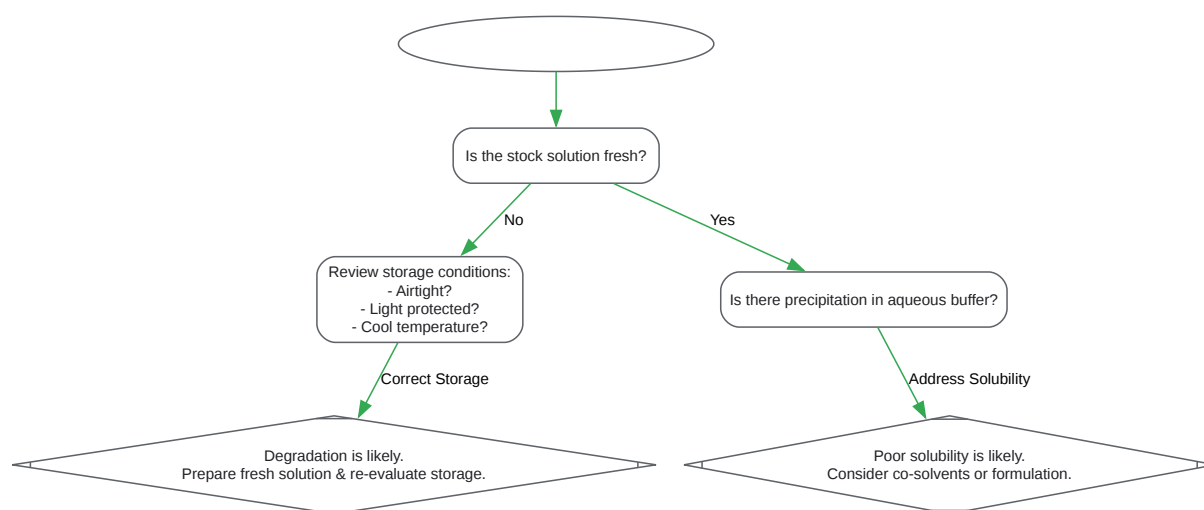 Is the stock solution fresh?
No
Yes
Review storage conditions:
- Airtight?
- Light protected?
- Cool temperature?
Is there precipitation in aqueous buffer?
Correct Storage
Address Solubility
Degradation is likely.
Prepare fresh solution & re-evaluate storage.
Poor solubility is likely.
Consider co-solvents or formulation.